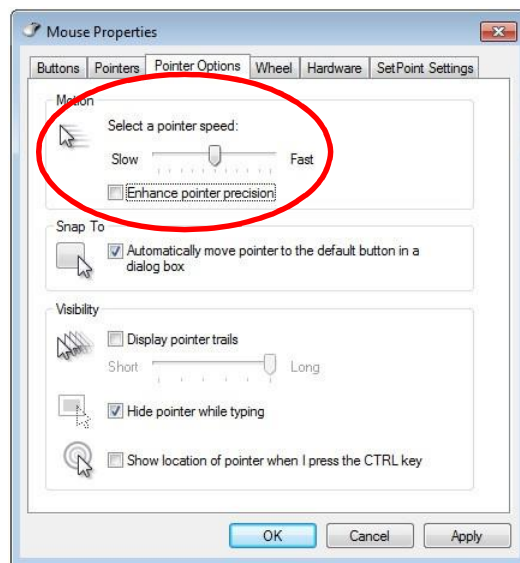 Mouse Properties
Buttons Pointers Pointer Options Wheel Hardware SetPoint Settings
Motion
Select a pointer speed:
Slow Fast
Enhance pointer precision
Snap To
Automatically move pointer to the default button in a
dialog box
Visibility
Display pointer trails
Short Long
Hide pointer while typing
Show location of pointer when I press the CTRL key
OK Cancel Apply